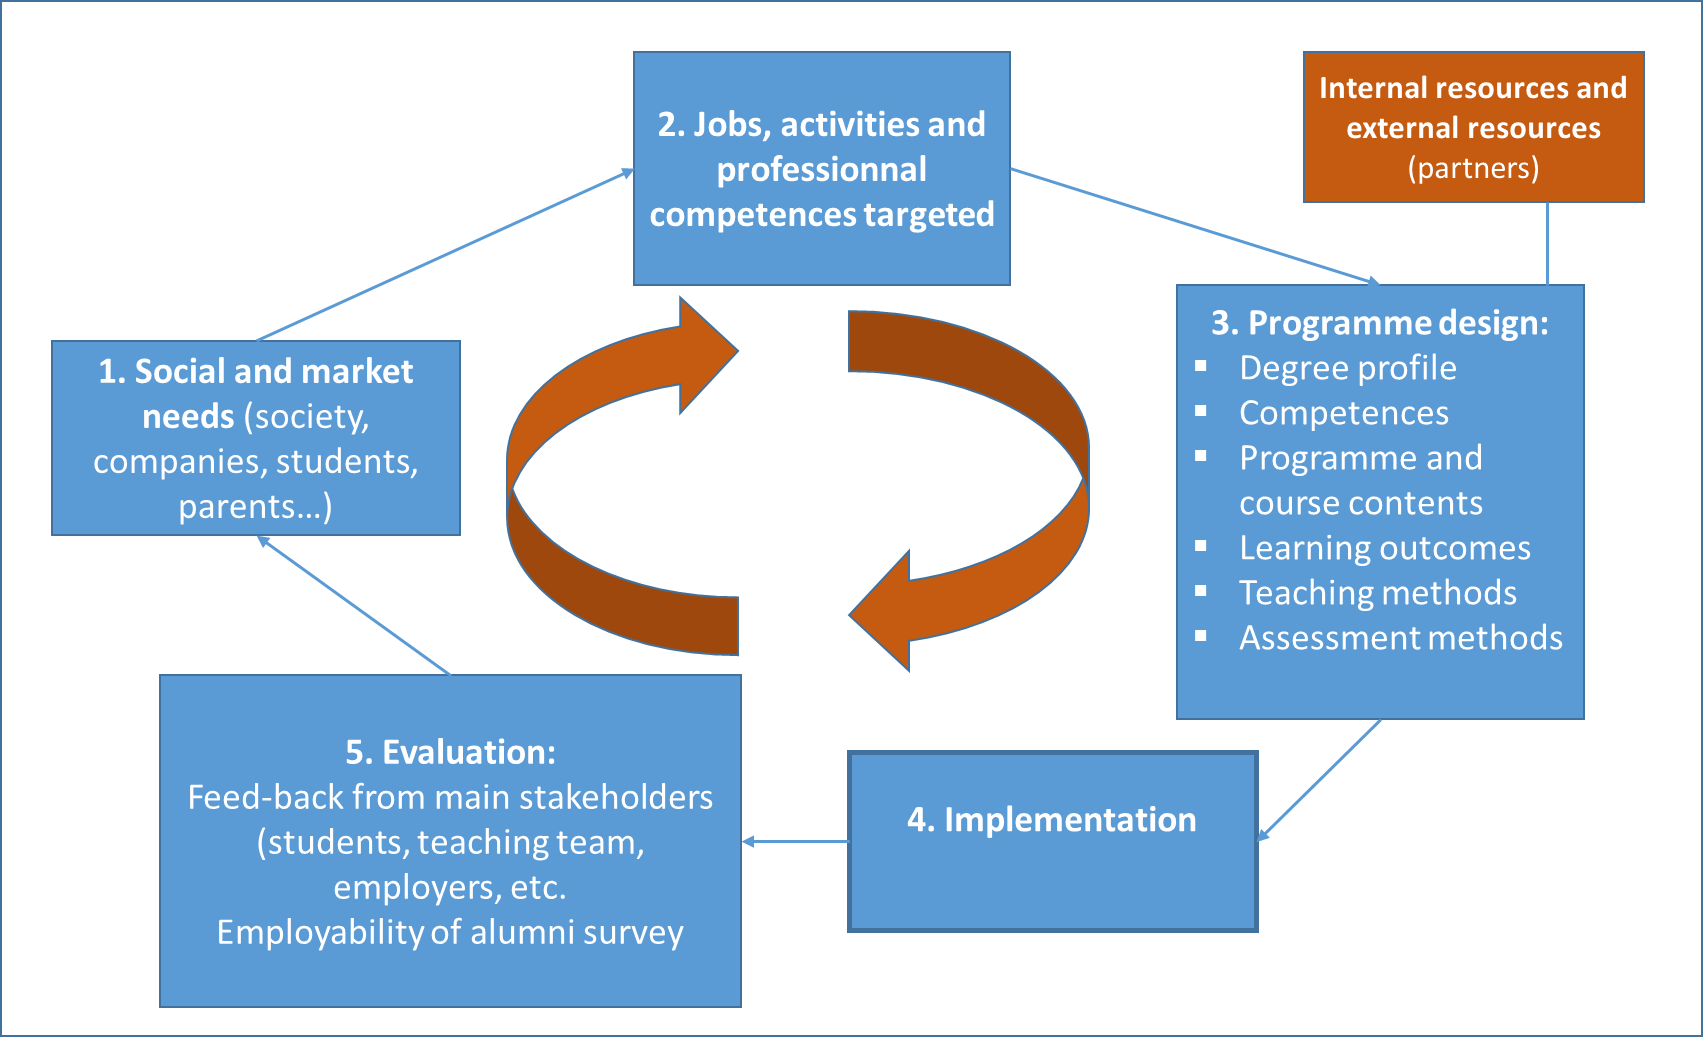 1. Social and market
needs (society,
companies, students,
parents...)
2. Jobs, activities and
professionnal
competences targeted
Internal resources and
external resources
(partners)
3. Programme design:
▪ Degree profile
▪ Competences
▪ Programme and
course contents
▪ Learning outcomes
▪ Teaching methods
▪ Assessment methods
4. Implementation
5. Evaluation:
Feed-back from main stakeholders
(students, teaching team,
employers, etc.
Employability of alumni survey